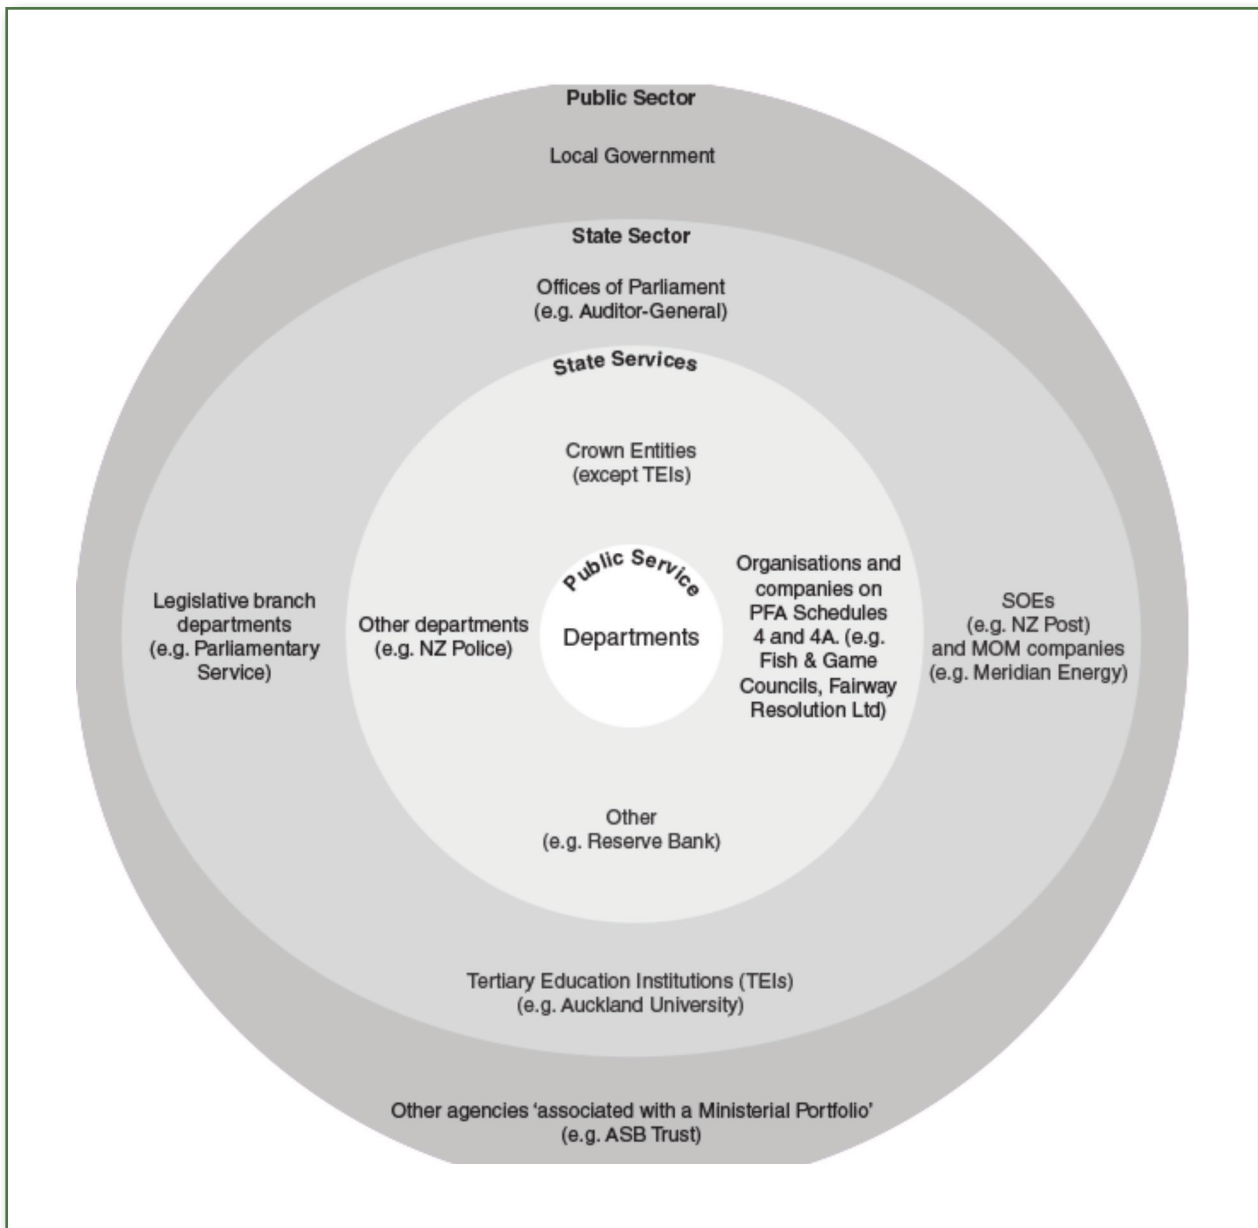 Public Sector
Local Government
State Sector
Offices of Parliament
(e.g. Auditor-General)
State Services
Crown Entities
(except TEIs)
Public Service
Departments
Legislative branch
departments
(e.g. Parliamentary
Service)
Other departments
(e.g. NZ Police)
Organisations and
companies on
PFA Schedules
4 and 4A. (e.g.
Fish & Game
Councils, Fairway
Resolution Ltd)
SOEs
(e.g. NZ Post)
and MOM companies
(e.g. Meridian Energy)
Other
(e.g. Reserve Bank)
Tertiary Education Institutions (TEIs)
(e.g. Auckland University)
Other agencies ‘associated with a Ministerial Portfolio’
(e.g. ASB Trust)